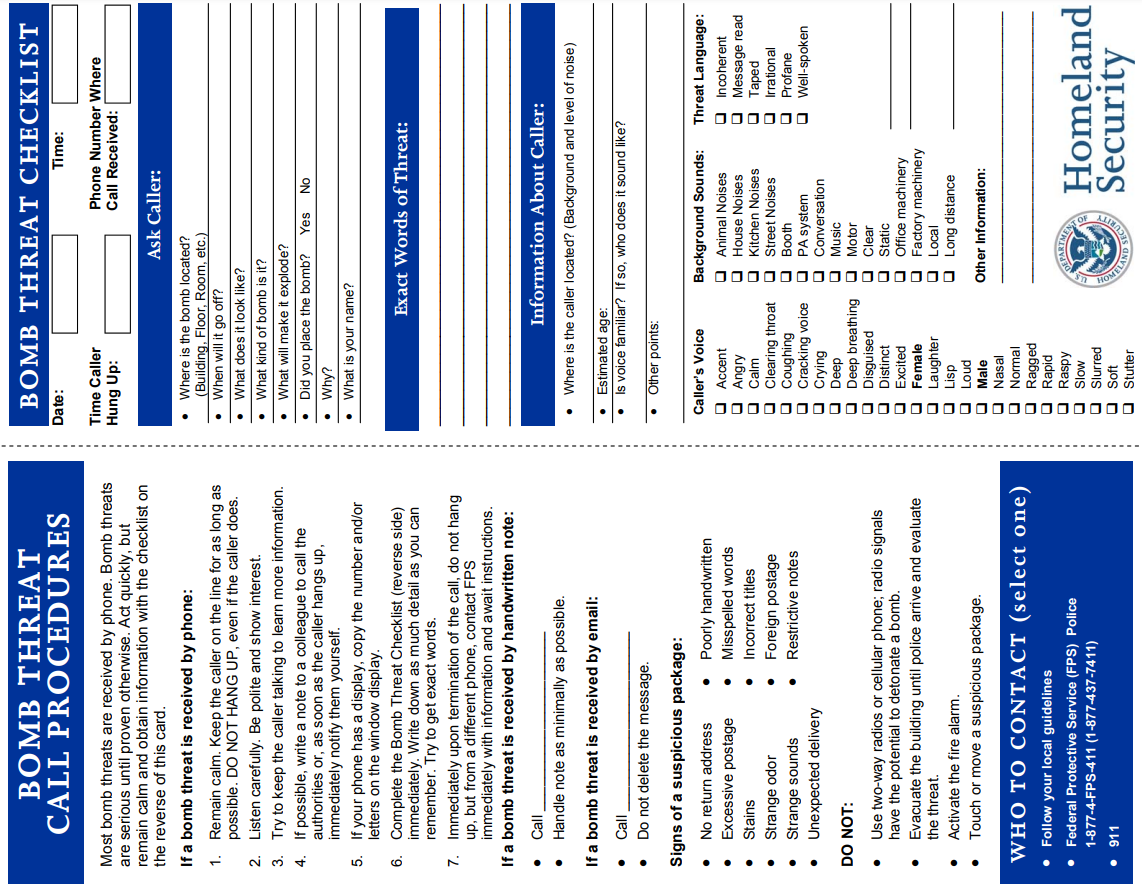 BOMB THREAT
CALL PROCEDURES
Most bomb threats are received by phone. Bomb threats
are serious until proven otherwise. Act quickly, but
remain calm and obtain information with the checklist on
the reverse of this card.
If a bomb threat is received by phone:
1. Remain calm. Keep the caller on the line for as long as
possible. DO NOT HANG UP, even if the caller does.
2. Listen carefully. Be polite and show interest.
3. Try to keep the caller talking to learn more information.
4. If possible, write a note to a colleague to call the
authorities or, as soon as the caller hangs up,
immediately notify them yourself.
5. If your phone has a display, copy the number and/or
letters on the window display.
6. Complete the Bomb Threat Checklist (reverse side)
immediately. Write down as much detail as you can
remember. Try to get exact words.
7. Immediately upon termination of the call, do not hang
up, but from a different phone, contact FPS
immediately with information and await instructions.
If a bomb threat is received by handwritten note:
• Call ____________________
• Handle note as minimally as possible.
If a bomb threat is received by email:
• Call ____________________
• Do not delete the message.
Signs of a suspicious package:
• No return address
• Excessive postage
• Stains
• Strange odor
• Strange sounds
• Unexpected delivery
• Poorly handwritten
• Misspelled words
• Incorrect titles
• Foreign postage
• Restrictive notes
DO NOT:
• Use two-way radios or cellular phone; radio signals
have the potential to detonate a bomb.
• Evacuate the building until police arrive and evaluate
the threat.
• Activate the fire alarm.
• Touch or move a suspicious package.
WHO TO CONTACT (select one)
• Follow your local guidelines
• Federal Protective Service (FPS) Police
1-877-4-FPS-411 (1-877-437-7411)
• 911
BOMB THREAT CHECKLIST
Date:
Time:
Time Caller
Hung Up:
Phone Number Where
Call Received:
Ask Caller:
• Where is the bomb located?
(Building, Floor, Room, etc.)
• When will it go off?
• What does it look like?
• What kind of bomb is it?
• What will make it explode?
• Did you place the bomb? Yes No
• Why?
• What is your name?
Exact Words of Threat:
Information About Caller:
• Where is the caller located? (Background and level of noise)
• Estimated age:
• Is voice familiar? If so, who does it sound like?
• Other points:
Caller's Voice
❑ Accent
❑ Angry
❑ Calm
❑ Clearing throat
❑ Coughing
❑ Cracking voice
❑ Crying
❑ Deep
❑ Deep breathing
❑ Disguised
❑ Distinct
❑ Excited
❑ Female
❑ Laughter
❑ Lisp
❑ Loud
❑ Male
❑ Nasal
❑ Normal
❑ Ragged
❑ Rapid
❑ Raspy
❑ Slow
❑ Slurred
❑ Soft
❑ Stutter
Background Sounds:
❑ Animal Noises
❑ House Noises
❑ Kitchen Noises
❑ Street Noises
❑ Booth
❑ PA system
❑ Conversation
❑ Music
❑ Motor
❑ Clear
❑ Static
❑ Office machinery
❑ Factory machinery
❑ Local
❑ Long distance
Threat Language:
❑ Incoherent
❑ Message read
❑ Taped
❑ Irrational
❑ Profane
❑ Well-spoken
Other Information:
U.S. DEPARTMENT OF
HOMELAND SECURITY
Homeland
Security